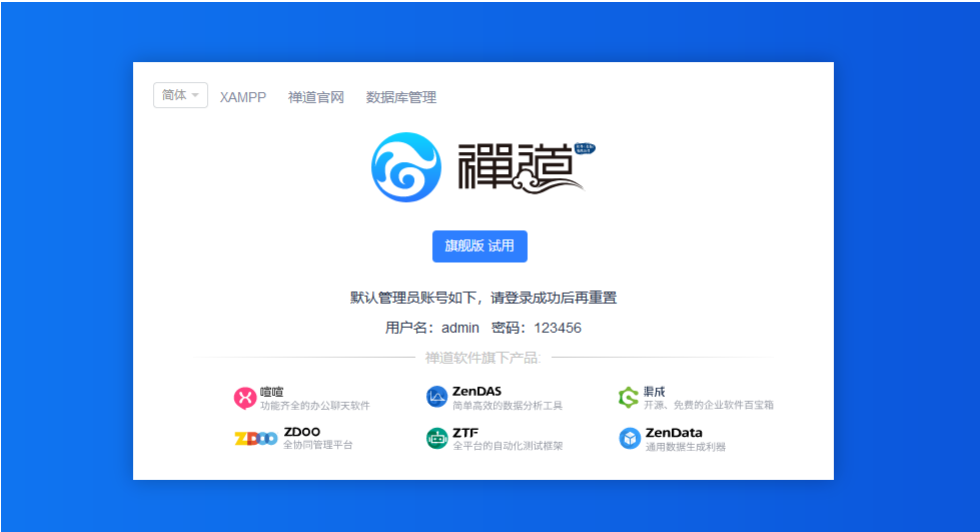 简体 XAMPP 禅道官网 数据库管理
禪道
旗舰版 试用
默认管理员账号如下，请登录成功后再重置
用户名：admin 密码：123456
禅道软件旗下产品:
喧喧
功能齐全的办公聊天软件
ZenDAS
简单高效的数据分析工具
渠成
开源、免费的企业软件百宝箱
ZDOO
ZDOO
全协同管理平台
ZTF
全平台的自动化测试框架
ZenData
通用数据生成利器